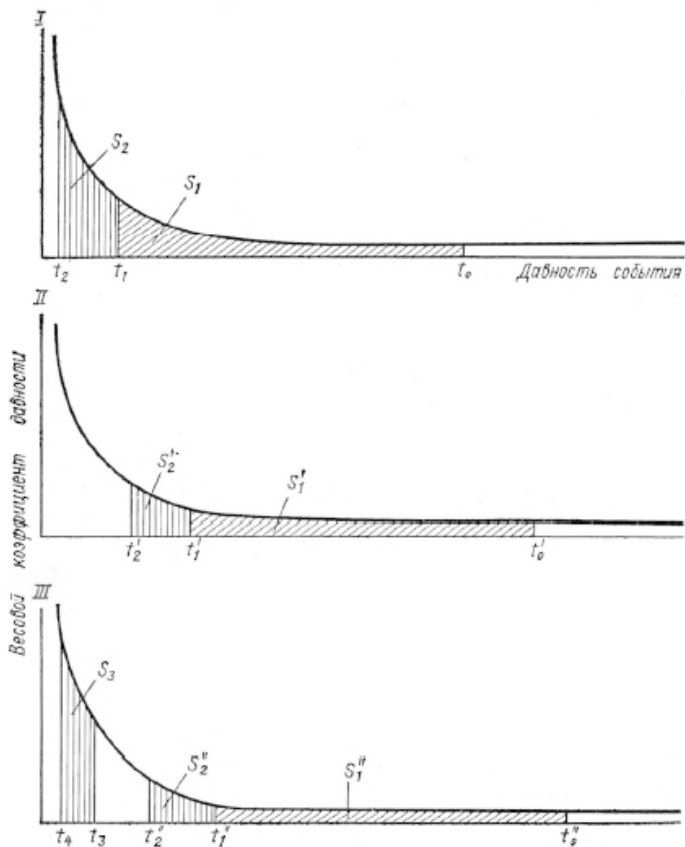 I
S₂
S₁
t₂ t₁ t₀ Давность события
II
S₂'
S₁'
t₂' t₁' t₀'
Весовой коэффициент давности
III
S₃
S₂''
S₁''
t₄ t₃ t₂'' t₁'' t₀''